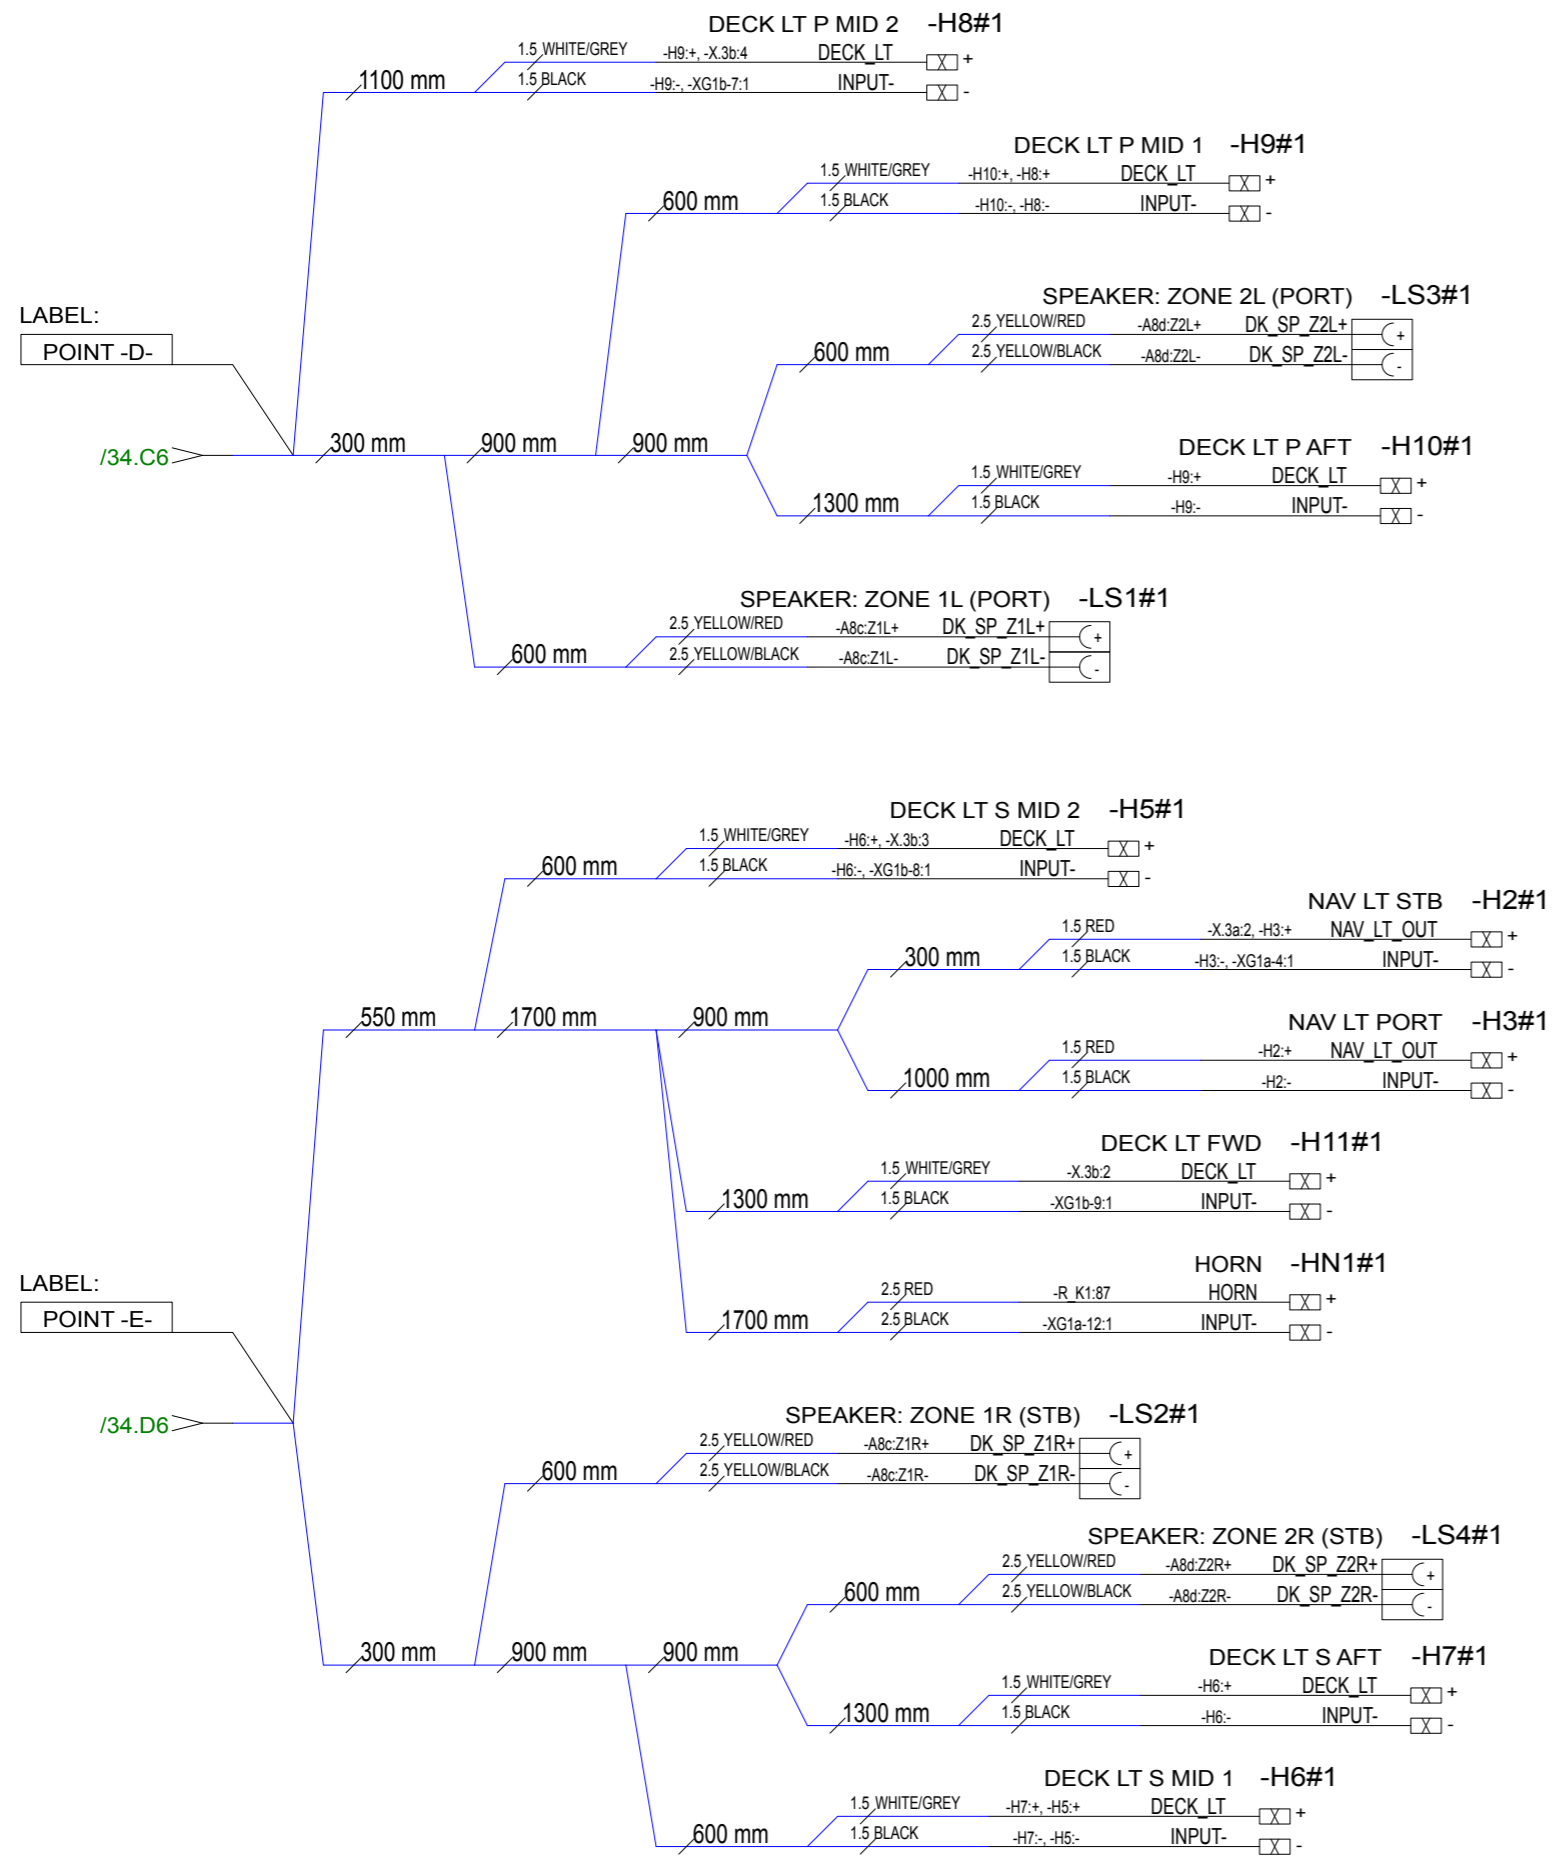 DECK LT P MID 2 -H8#1
1.5 WHITE/GREY -H9:+, -X.3b:4 DECK_LT +
1100 mm 1.5 BLACK -H9:-, -XG1b-7:1 INPUT- -
DECK LT P MID 1 -H9#1
1.5 WHITE/GREY -H10:+, -H8:+ DECK_LT +
600 mm 1.5 BLACK -H10:-, -H8:- INPUT- -
SPEAKER: ZONE 2L (PORT) -LS3#1
LABEL:
2.5 YELLOW/RED -A8d:Z2L+ DK_SP_Z2L+ +
POINT -D- 600 mm 2.5 YELLOW/BLACK -A8d:Z2L- DK_SP_Z2L- -
/34.C6 300 mm 900 mm 900 mm
DECK LT P AFT -H10#1
1.5 WHITE/GREY -H9:+ DECK_LT +
1300 mm 1.5 BLACK -H9:- INPUT- -
SPEAKER: ZONE 1L (PORT) -LS1#1
2.5 YELLOW/RED -A8c:Z1L+ DK_SP_Z1L+ +
600 mm 2.5 YELLOW/BLACK -A8c:Z1L- DK_SP_Z1L- -
DECK LT S MID 2 -H5#1
1.5 WHITE/GREY -H6:+, -X.3b:3 DECK_LT +
600 mm 1.5 BLACK -H6:-, -XG1b-8:1 INPUT- -
NAV LT STB -H2#1
1.5 RED -X.3a:2, -H3:+ NAV_LT_OUT +
300 mm 1.5 BLACK -H3:-, -XG1a-4:1 INPUT- -
550 mm 1700 mm 900 mm
NAV LT PORT -H3#1
1.5 RED -H2:+ NAV_LT_OUT +
1000 mm 1.5 BLACK -H2:- INPUT- -
DECK LT FWD -H11#1
1.5 WHITE/GREY -X.3b:2 DECK_LT +
1300 mm 1.5 BLACK -XG1b-9:1 INPUT- -
HORN -HN1#1
LABEL:
2.5 RED -R_K1:87 HORN +
POINT -E- 1700 mm 2.5 BLACK -XG1a-12:1 INPUT- -
/34.D6
SPEAKER: ZONE 1R (STB) -LS2#1
2.5 YELLOW/RED -A8c:Z1R+ DK_SP_Z1R+ +
600 mm 2.5 YELLOW/BLACK -A8c:Z1R- DK_SP_Z1R- -
SPEAKER: ZONE 2R (STB) -LS4#1
2.5 YELLOW/RED -A8d:Z2R+ DK_SP_Z2R+ +
600 mm 2.5 YELLOW/BLACK -A8d:Z2R- DK_SP_Z2R- -
300 mm 900 mm 900 mm
DECK LT S AFT -H7#1
1.5 WHITE/GREY -H6:+ DECK_LT +
1300 mm 1.5 BLACK -H6:- INPUT- -
DECK LT S MID 1 -H6#1
1.5 WHITE/GREY -H7:+, -H5:+ DECK_LT +
600 mm 1.5 BLACK -H7:-, -H5:- INPUT- -